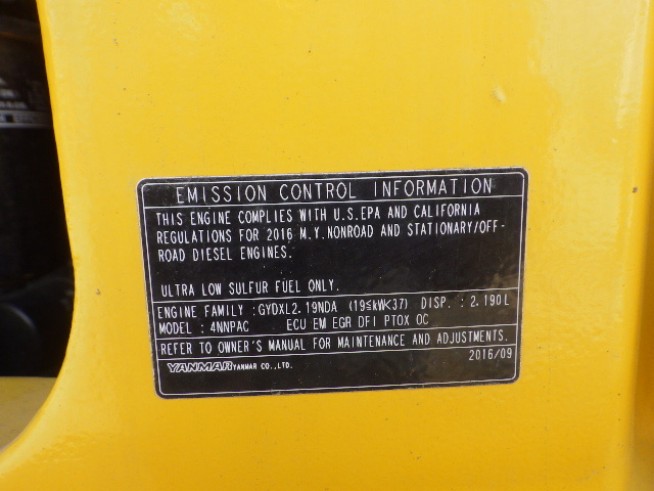 EMISSION CONTROL INFORMATION
THIS ENGINE COMPLIES WITH U.S.EPA AND CALIFORNIA
REGULATIONS FOR 2016 M.Y.NONROAD AND STATIONARY/OFF-
ROAD DIESEL ENGINES.
ULTRA LOW SULFUR FUEL ONLY.
ENGINE FAMILY : GYDXL2.19NDA (19≤kW<37) DISP. : 2.190L
MODEL : 4NNPAC ECU EM EGR DFI PTOX OC
REFER TO OWNER'S MANUAL FOR MAINTENANCE AND ADJUSTMENTS.
2016/09
YANMAR YANMAR CO.,LTD.